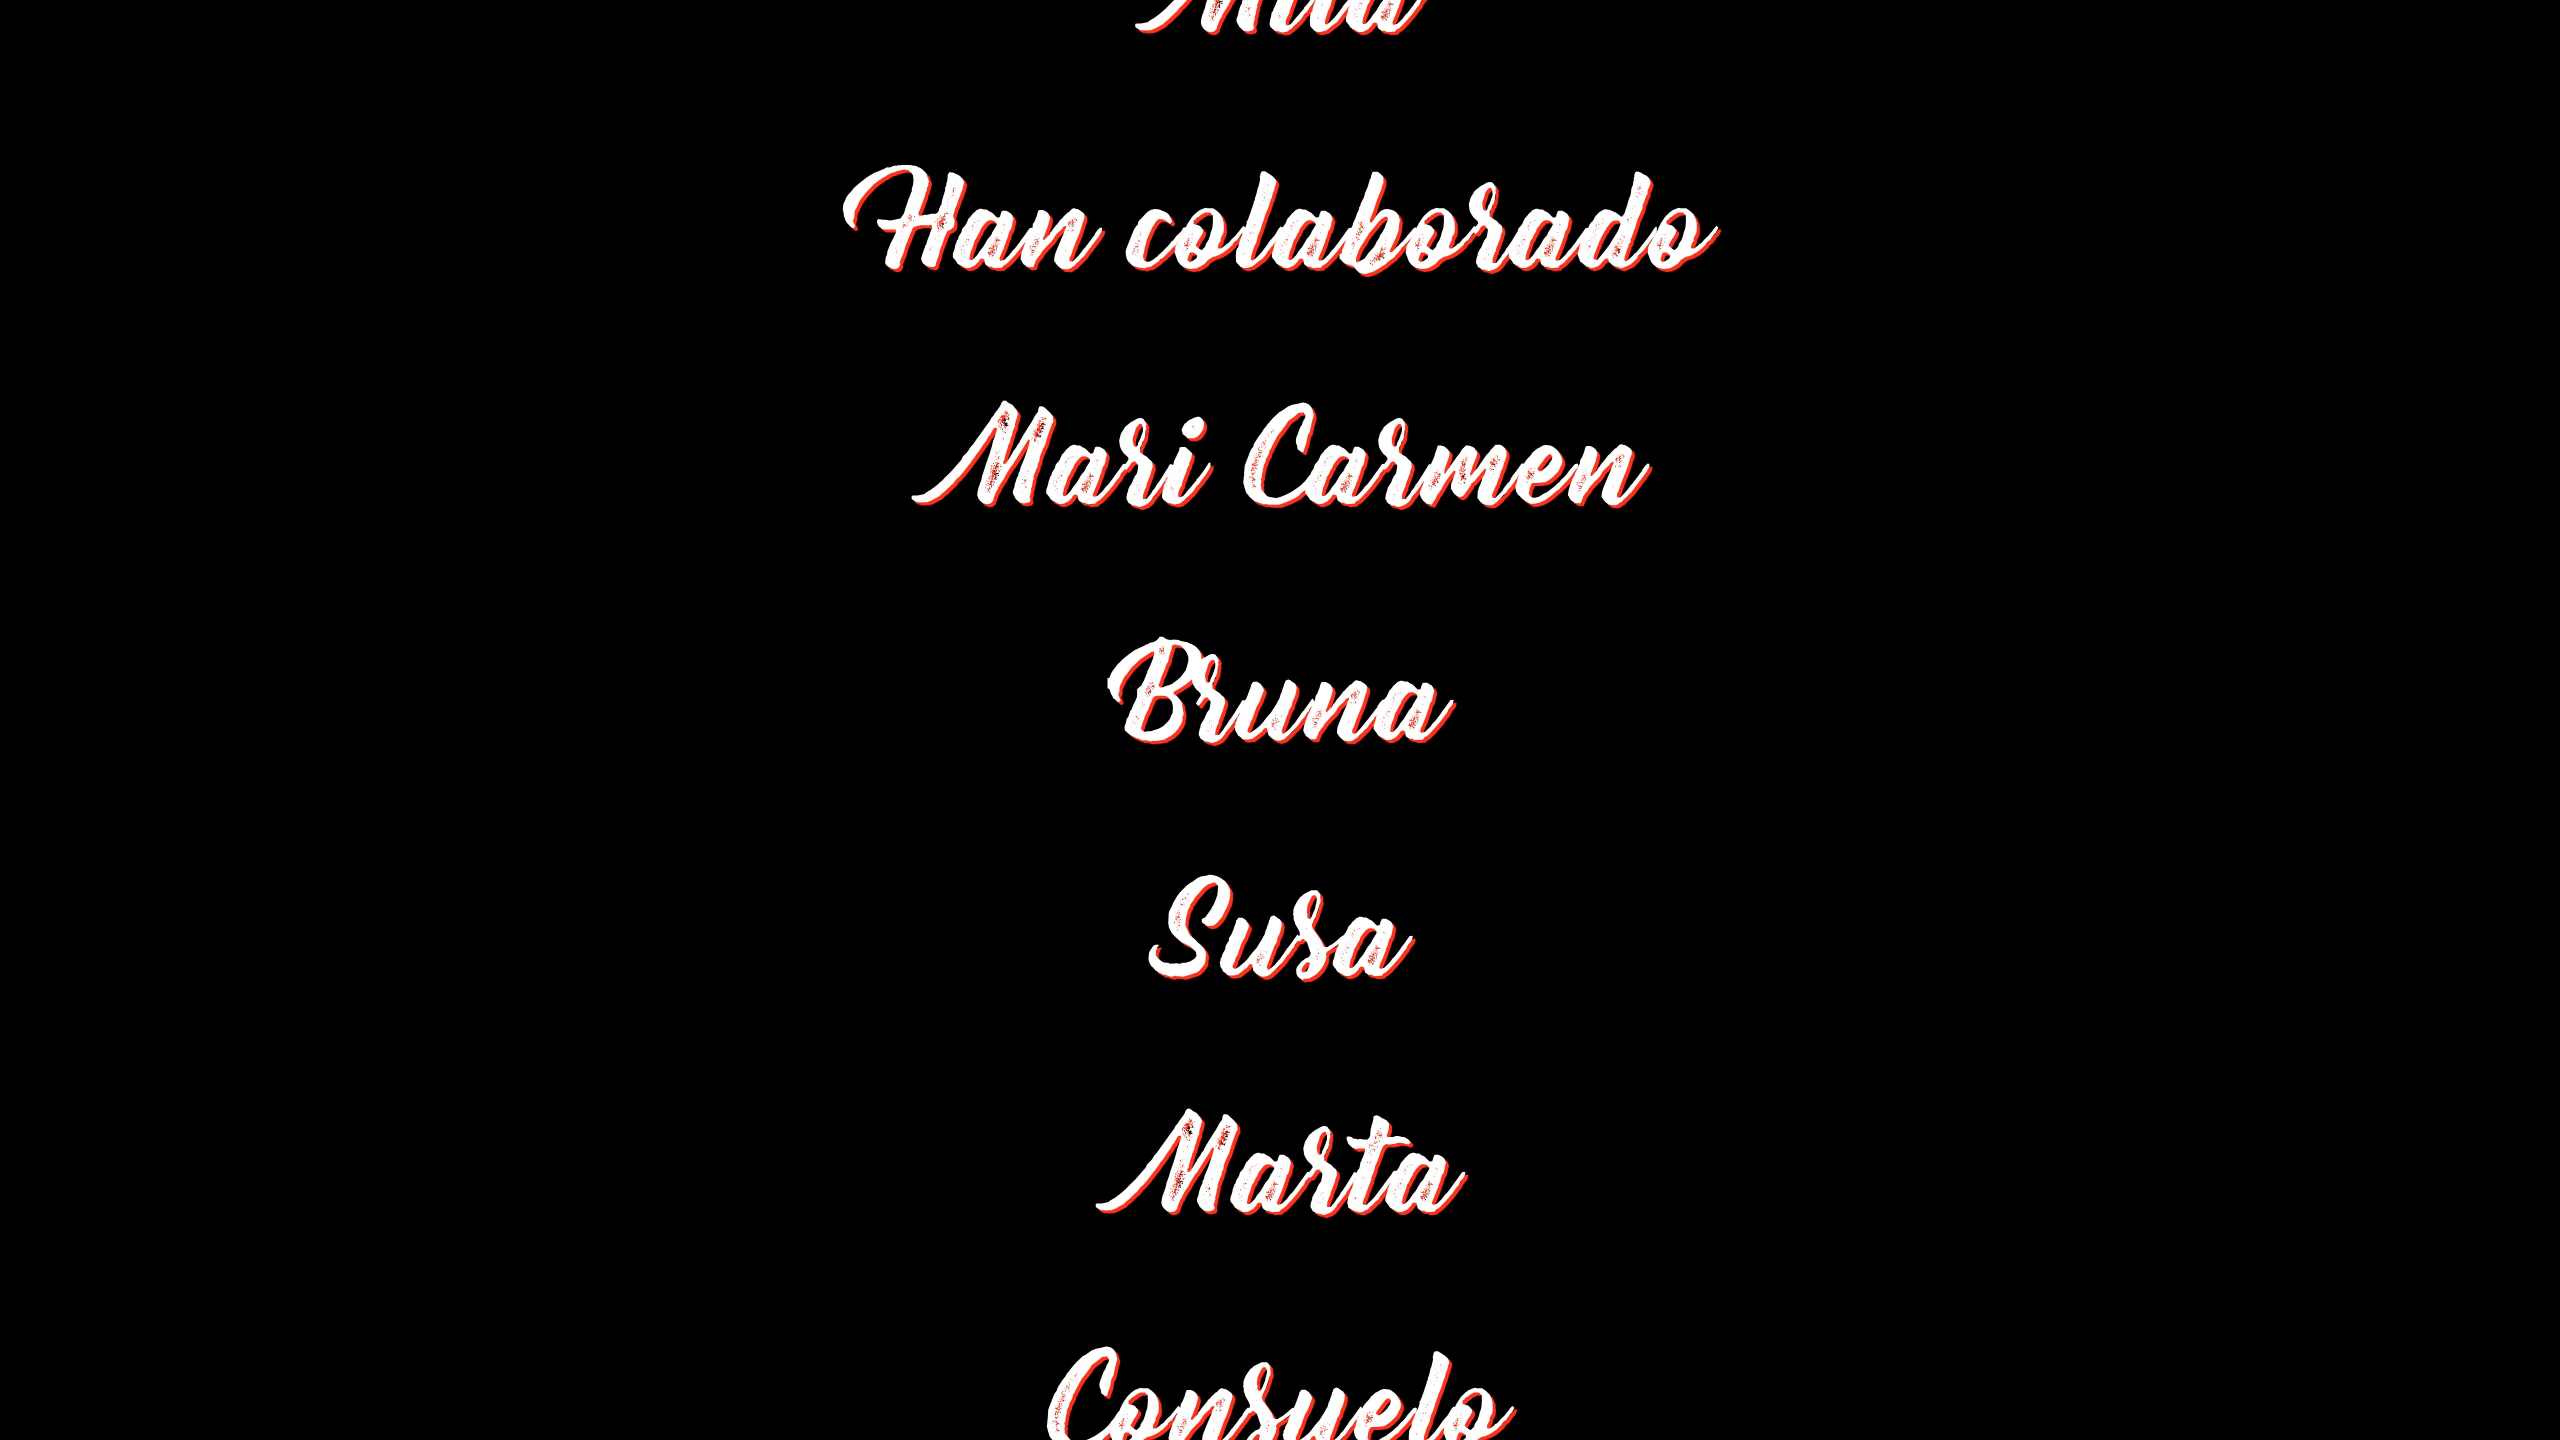 Han colaborado
Mari Carmen
Bruna
Susa
Marta
Consuelo